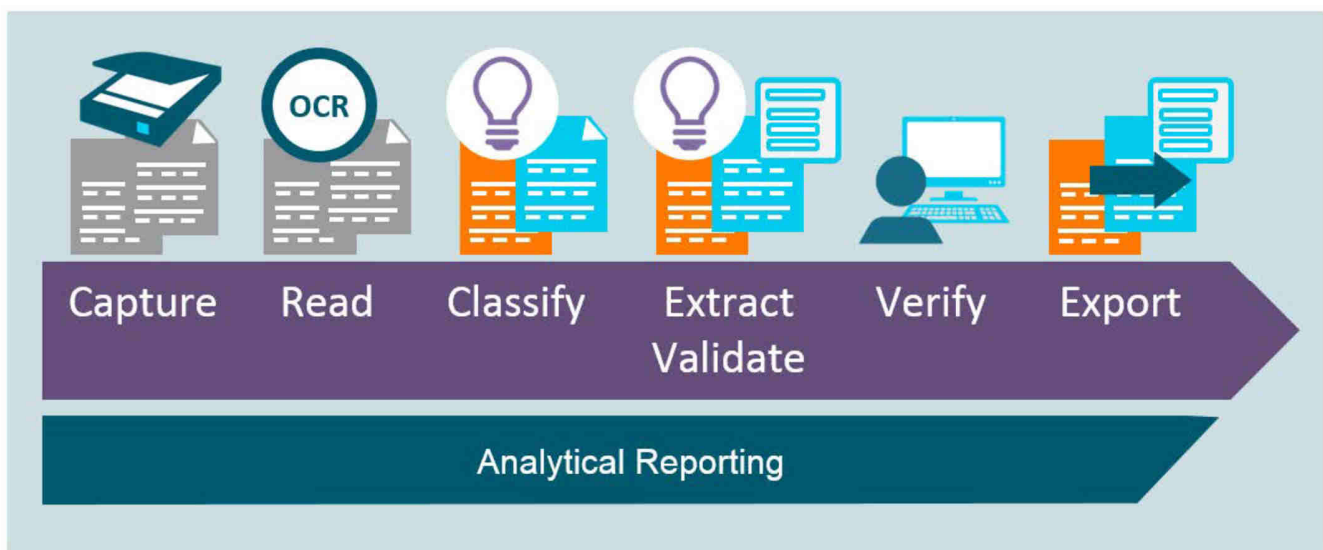 OCR
Capture Read Classify Extract Verify Export
Validate
Analytical Reporting